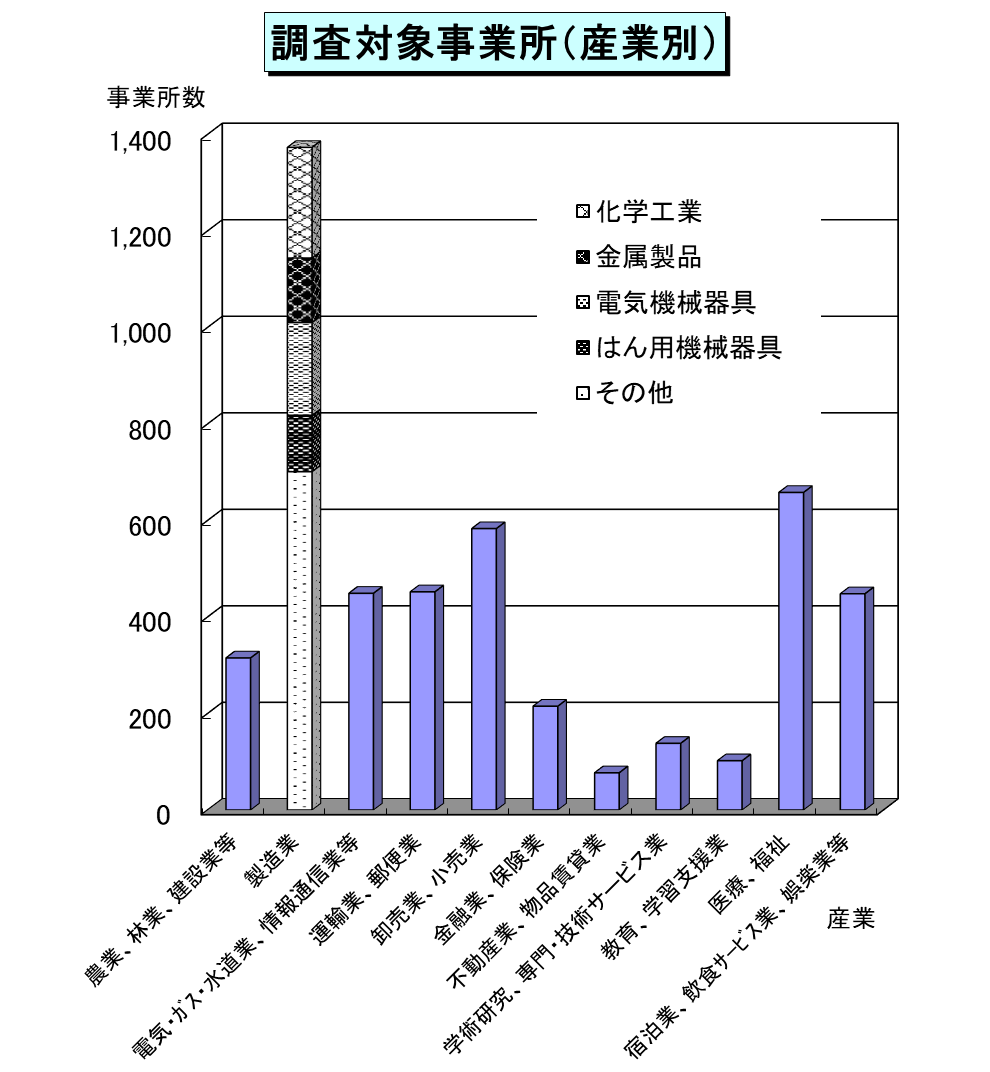 調査対象事業所（産業別）
事業所数
1,400
1,200
1,000
800
600
400
200
0
化学工業
金属製品
電気機械器具
はん用機械器具
その他
農業、林業、建設業等
製造業
電気・ｶﾞｽ・水道業、情報通信業等
運輸業、郵便業
卸売業、小売業
金融業、保険業
不動産業、物品賃貸業
学術研究、専門・技術サービス業
教育、学習支援業
医療、福祉
宿泊業、飲食ｻｰﾋﾞｽ業、娯楽業等
産業